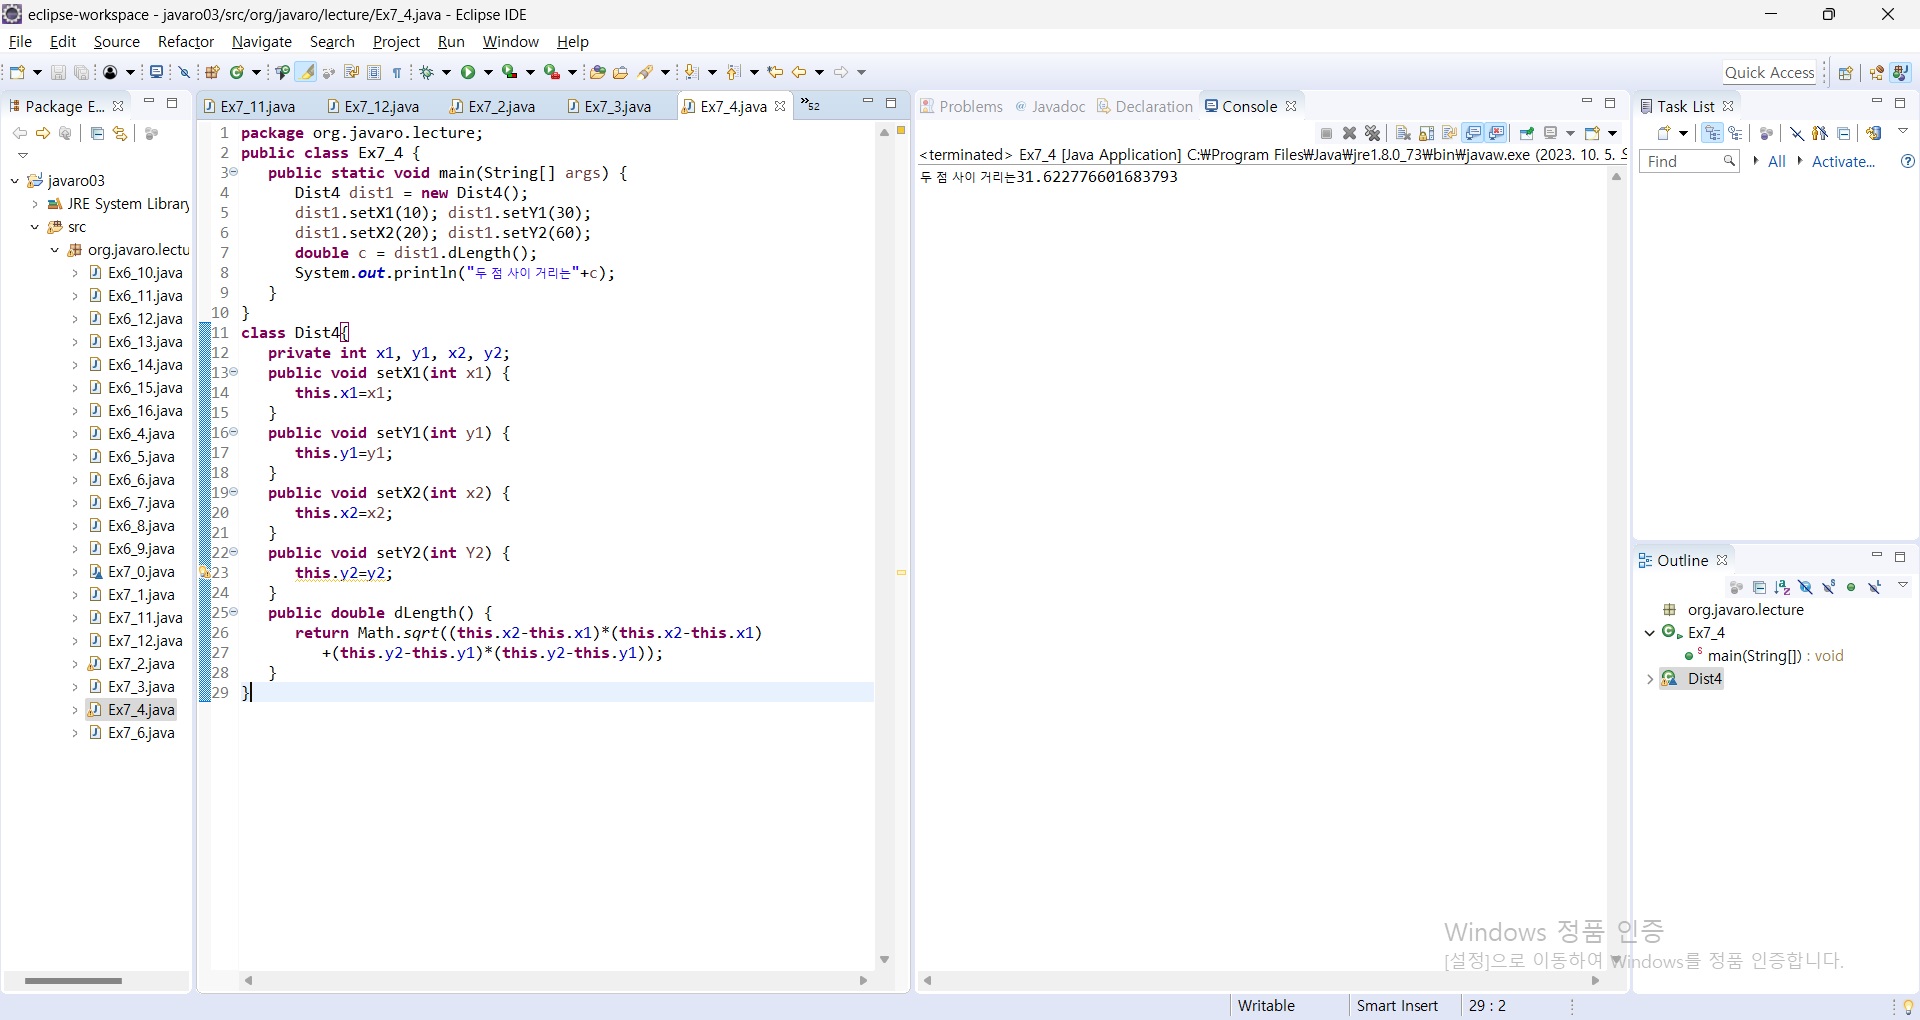 eclipse-workspace - javaro03/src/org/javaro/lecture/Ex7_4.java - Eclipse IDE
File Edit Source Refactor Navigate Search Project Run Window Help
Quick Access
Package E...
javaro03
JRE System Library
src
org.javaro.lectu
Ex6_10.java
Ex6_11.java
Ex6_12.java
Ex6_13.java
Ex6_14.java
Ex6_15.java
Ex6_16.java
Ex6_4.java
Ex6_5.java
Ex6_6.java
Ex6_7.java
Ex6_8.java
Ex6_9.java
Ex7_0.java
Ex7_1.java
Ex7_11.java
Ex7_12.java
Ex7_2.java
Ex7_3.java
Ex7_4.java
Ex7_6.java
Ex7_11.java Ex7_12.java Ex7_2.java Ex7_3.java Ex7_4.java »52
1 package org.javaro.lecture;
2 public class Ex7_4 {
3 public static void main(String[] args) {
4 Dist4 dist1 = new Dist4();
5 dist1.setX1(10); dist1.setY1(30);
6 dist1.setX2(20); dist1.setY2(60);
7 double c = dist1.dLength();
8 System.out.println("두 점 사이 거리는"+c);
9 }
10 }
11 class Dist4{
12 private int x1, y1, x2, y2;
13 public void setX1(int x1) {
14 this.x1=x1;
15 }
16 public void setY1(int y1) {
17 this.y1=y1;
18 }
19 public void setX2(int x2) {
20 this.x2=x2;
21 }
22 public void setY2(int Y2) {
23 this.y2=y2;
24 }
25 public double dLength() {
26 return Math.sqrt((this.x2-this.x1)*(this.x2-this.x1)
27 +(this.y2-this.y1)*(this.y2-this.y1));
28 }
29 }
Problems @ Javadoc Declaration Console
<terminated> Ex7_4 [Java Application] C:₩Program Files₩Java₩jre1.8.0_73₩bin₩javaw.exe (2023. 10. 5.
두 점 사이 거리는31.622776601683793
Task List
Find All Activate...
Outline
org.javaro.lecture
Ex7_4
main(String[]) : void
Dist4
Windows 정품 인증
[설정]으로 이동하여 Windows를 정품 인증합니다.
Writable Smart Insert 29 : 2